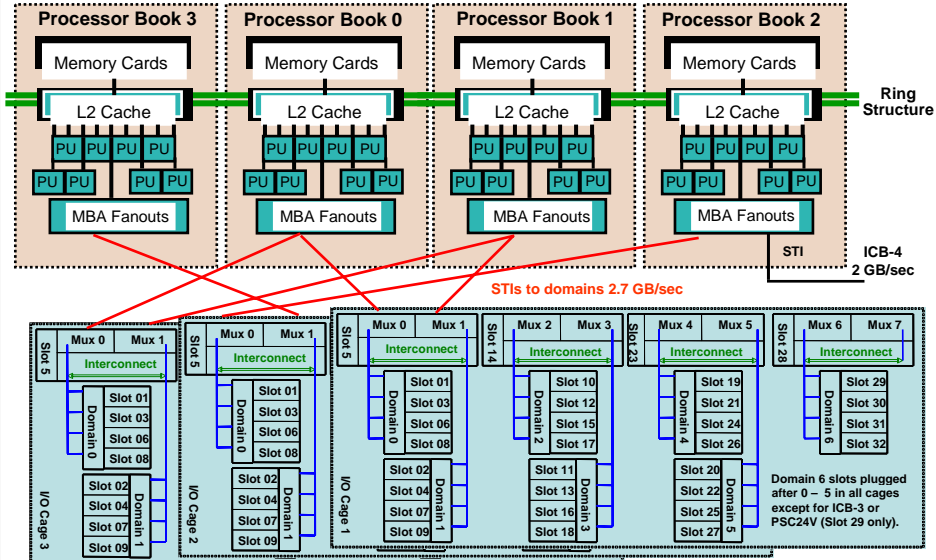 Processor Book 3
Processor Book 0
Processor Book 1
Processor Book 2
Memory Cards
Memory Cards
Memory Cards
Memory Cards
L2 Cache
L2 Cache
L2 Cache
L2 Cache
Ring
Structure
PU PU PU PU
PU PU PU PU
PU PU PU PU
PU PU PU PU
PU PU PU PU
PU PU PU PU
PU PU PU PU
PU PU PU PU
MBA Fanouts
MBA Fanouts
MBA Fanouts
MBA Fanouts
STI
ICB-4
2 GB/sec
STIs to domains 2.7 GB/sec
I/O Cage 3
Slot 5
Mux 0 Mux 1
Interconnect
Domain 0
Slot 01
Slot 03
Slot 06
Slot 08
Slot 02
Slot 04
Slot 07
Slot 09
Domain 1
I/O Cage 2
Slot 5
Mux 0 Mux 1
Interconnect
Domain 0
Slot 01
Slot 03
Slot 06
Slot 08
Slot 02
Slot 04
Slot 07
Slot 09
Domain 1
I/O Cage 1
Slot 5
Mux 0 Mux 1
Interconnect
Domain 0
Slot 01
Slot 03
Slot 06
Slot 08
Slot 02
Slot 04
Slot 07
Slot 09
Domain 1
Slot 14
Mux 2 Mux 3
Interconnect
Domain 2
Slot 10
Slot 12
Slot 15
Slot 17
Slot 11
Slot 13
Slot 16
Slot 18
Domain 3
Slot 23
Mux 4 Mux 5
Interconnect
Domain 4
Slot 19
Slot 21
Slot 24
Slot 26
Slot 20
Slot 22
Slot 25
Slot 27
Domain 5
Slot 28
Mux 6 Mux 7
Interconnect
Domain 6
Slot 29
Slot 30
Slot 31
Slot 32
Domain 6 slots plugged
after 0 – 5 in all cages
except for ICB-3 or
PSC24V (Slot 29 only).